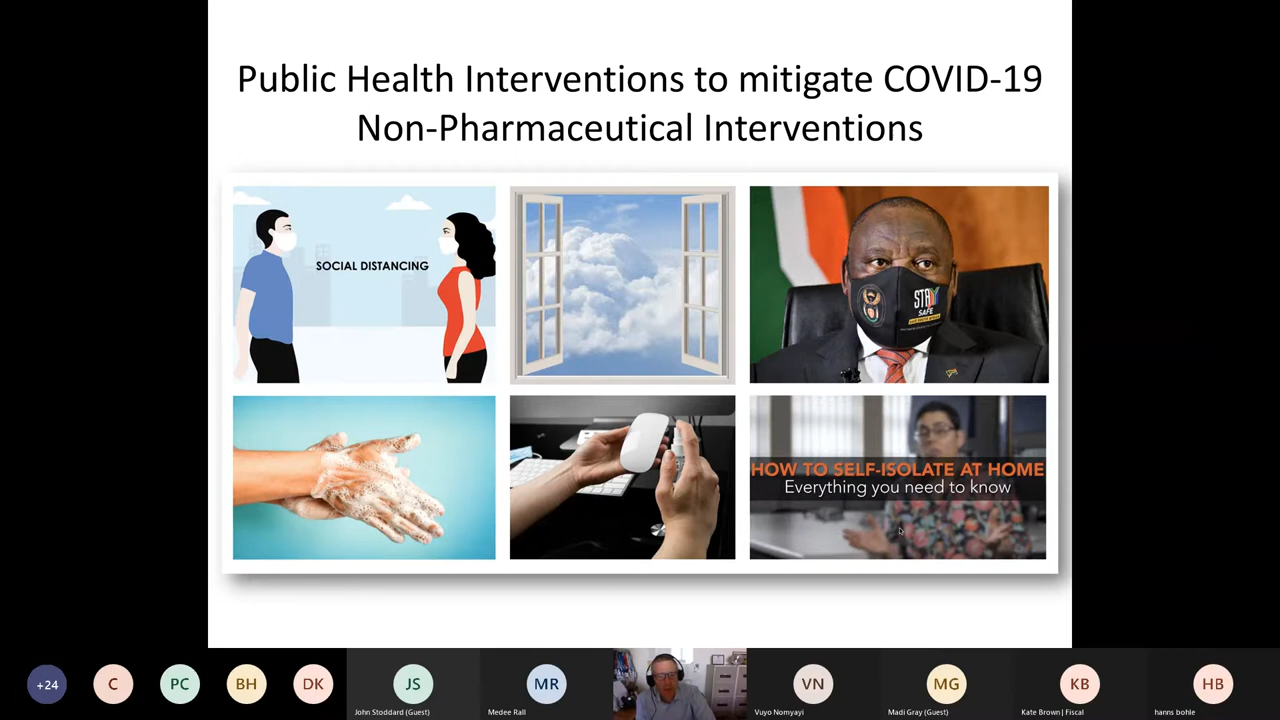 Public Health Interventions to mitigate COVID-19
Non-Pharmaceutical Interventions
SOCIAL DISTANCING
STAY
SAFE
HOW TO SELF-ISOLATE AT HOME
Everything you need to know
+24
C
PC
BH
DK
JS
John Stoddard (Guest)
MR
Medee Rall
VN
Vuyo Nomyayi
MG
Madi Gray (Guest)
KB
Kate Brown | Fiscal
HB
hanns bohle